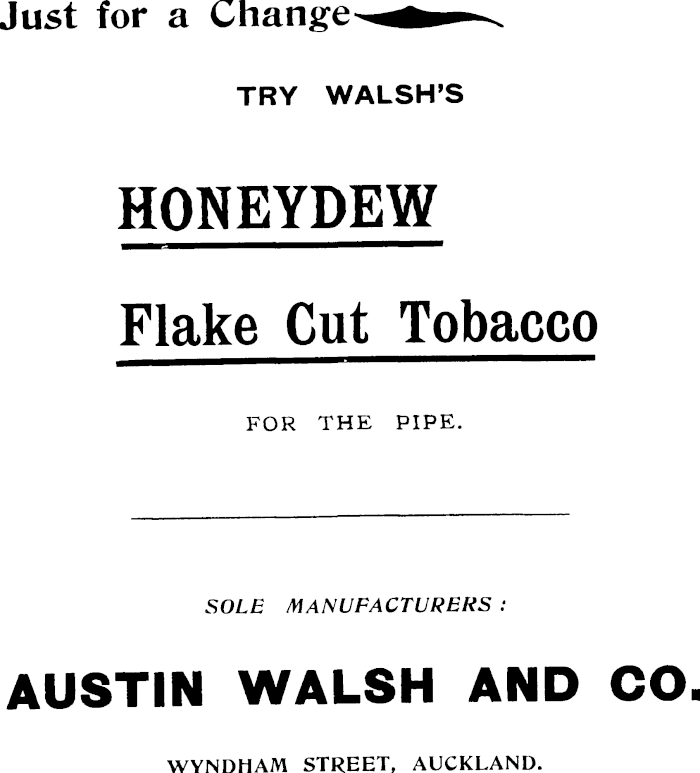 Just for a Change
TRY WALSH'S
HONEYDEW
Flake Cut Tobacco
FOR THE PIPE.
SOLE MANUFACTURERS:
AUSTIN WALSH AND CO.
WYNDHAM STREET, AUCKLAND.